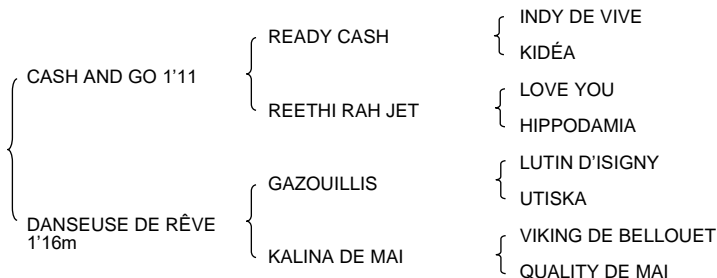 INDY DE VIVE
READY CASH
KIDÉA
CASH AND GO 1'11
LOVE YOU
REETHI RAH JET
HIPPODAMIA
LUTIN D'ISIGNY
GAZOUILLIS
UTISKA
DANSEUSE DE RÊVE
1'16m
VIKING DE BELLOUET
KALINA DE MAI
QUALITY DE MAI